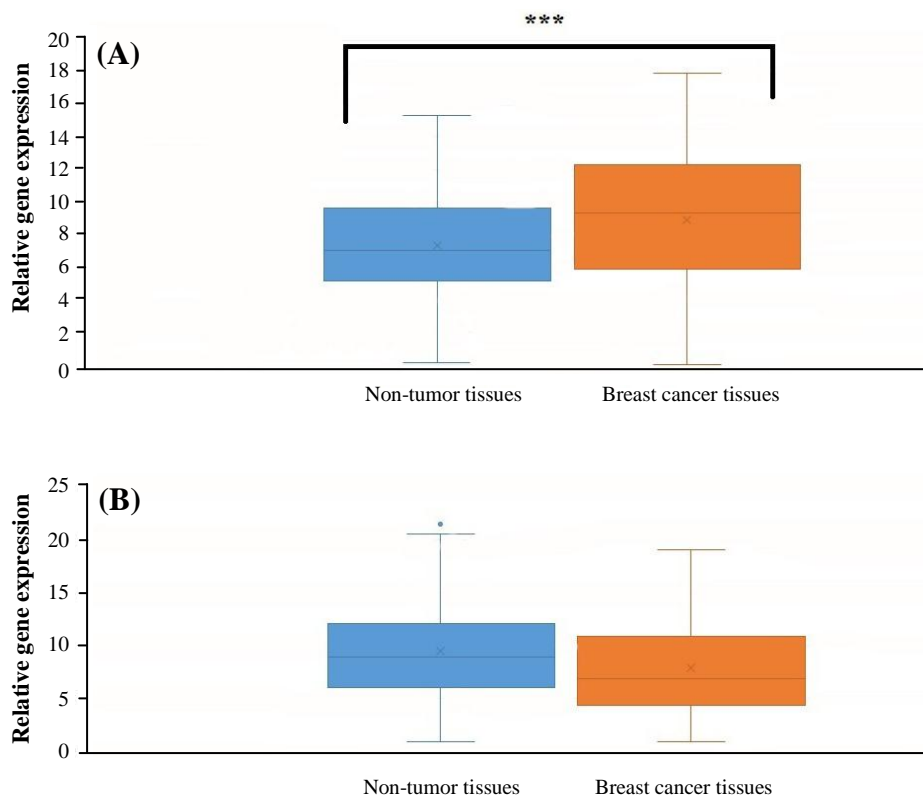 ***
(A)
Relative gene expression
20
18
16
14
12
10
8
6
4
2
0
Non-tumor tissues
Breast cancer tissues
(B)
Relative gene expression
25
20
15
10
5
0
Non-tumor tissues
Breast cancer tissues